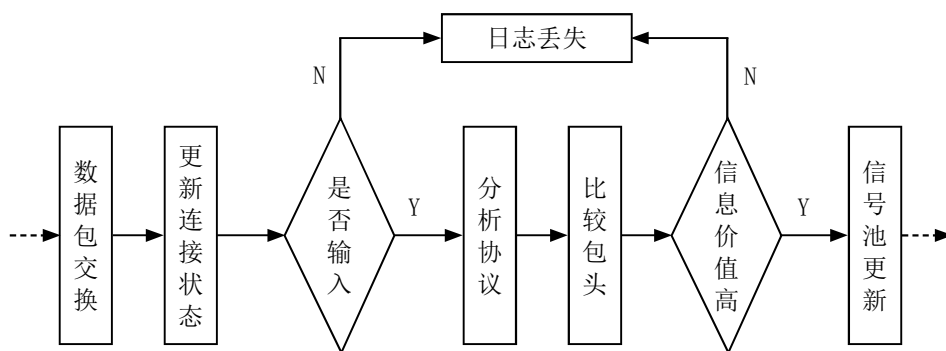 日志丢失
N
N
数据包交换
更新连接状态
是否输入
Y
分析协议
比较包头
信息价值高
Y
信号池更新